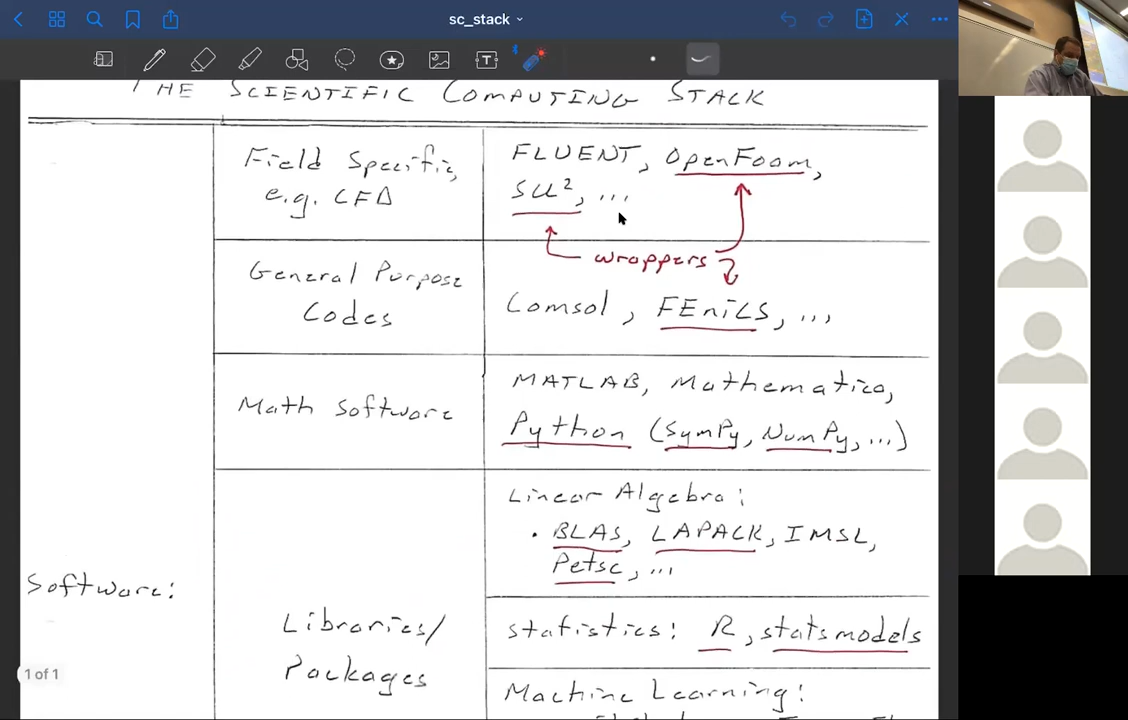 sc_stack
THE SCIENTIFIC COMPUTING STACK
Field Specific,
e.g. CFD
FLUENT, OpenFoam,
SU², ...
wrappers
General Purpose
Codes
Comsol, FEniCS, ...
Math Software
MATLAB, Mathematica,
Python (SymPy, NumPy, ...)
Software:
Libraries/
Packages
Linear Algebra:
• BLAS, LAPACK, IMSL,
Petsc, ...
Statistics: R, statsmodels
Machine Learning:
1 of 1